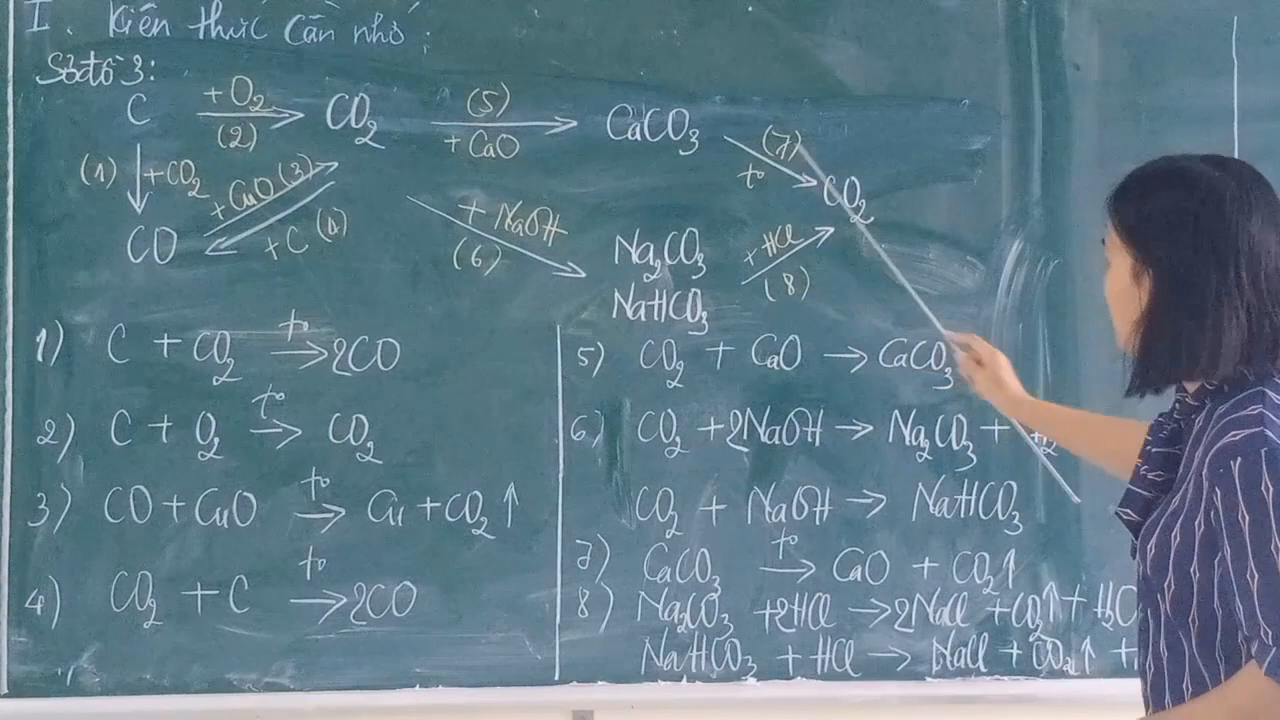 I. Kiến thức cần nhớ:
Sơ đồ 3:
C +O₂ (2) → CO₂ (5) +CaO → CaCO₃ (7) t° → CO₂
(1) ↓ +CO₂ +CuO (3) +C (4) +NaOH (6)
CO Na₂CO₃ +HCl (8)
NaHCO₃
1) C + CO₂ t° → 2CO
2) C + O₂ t° → CO₂
3) CO + CuO t° → Cu + CO₂ ↑
4) CO₂ + C t° → 2CO
5) CO₂ + CaO → CaCO₃
6) CO₂ + 2NaOH → Na₂CO₃ +
CO₂ + NaOH → NaHCO₃
7) CaCO₃ t° → CaO + CO₂ ↑
8) Na₂CO₃ + 2HCl → 2NaCl + CO₂ ↑ + H₂O
NaHCO₃ + HCl → NaCl + CO₂ ↑ +